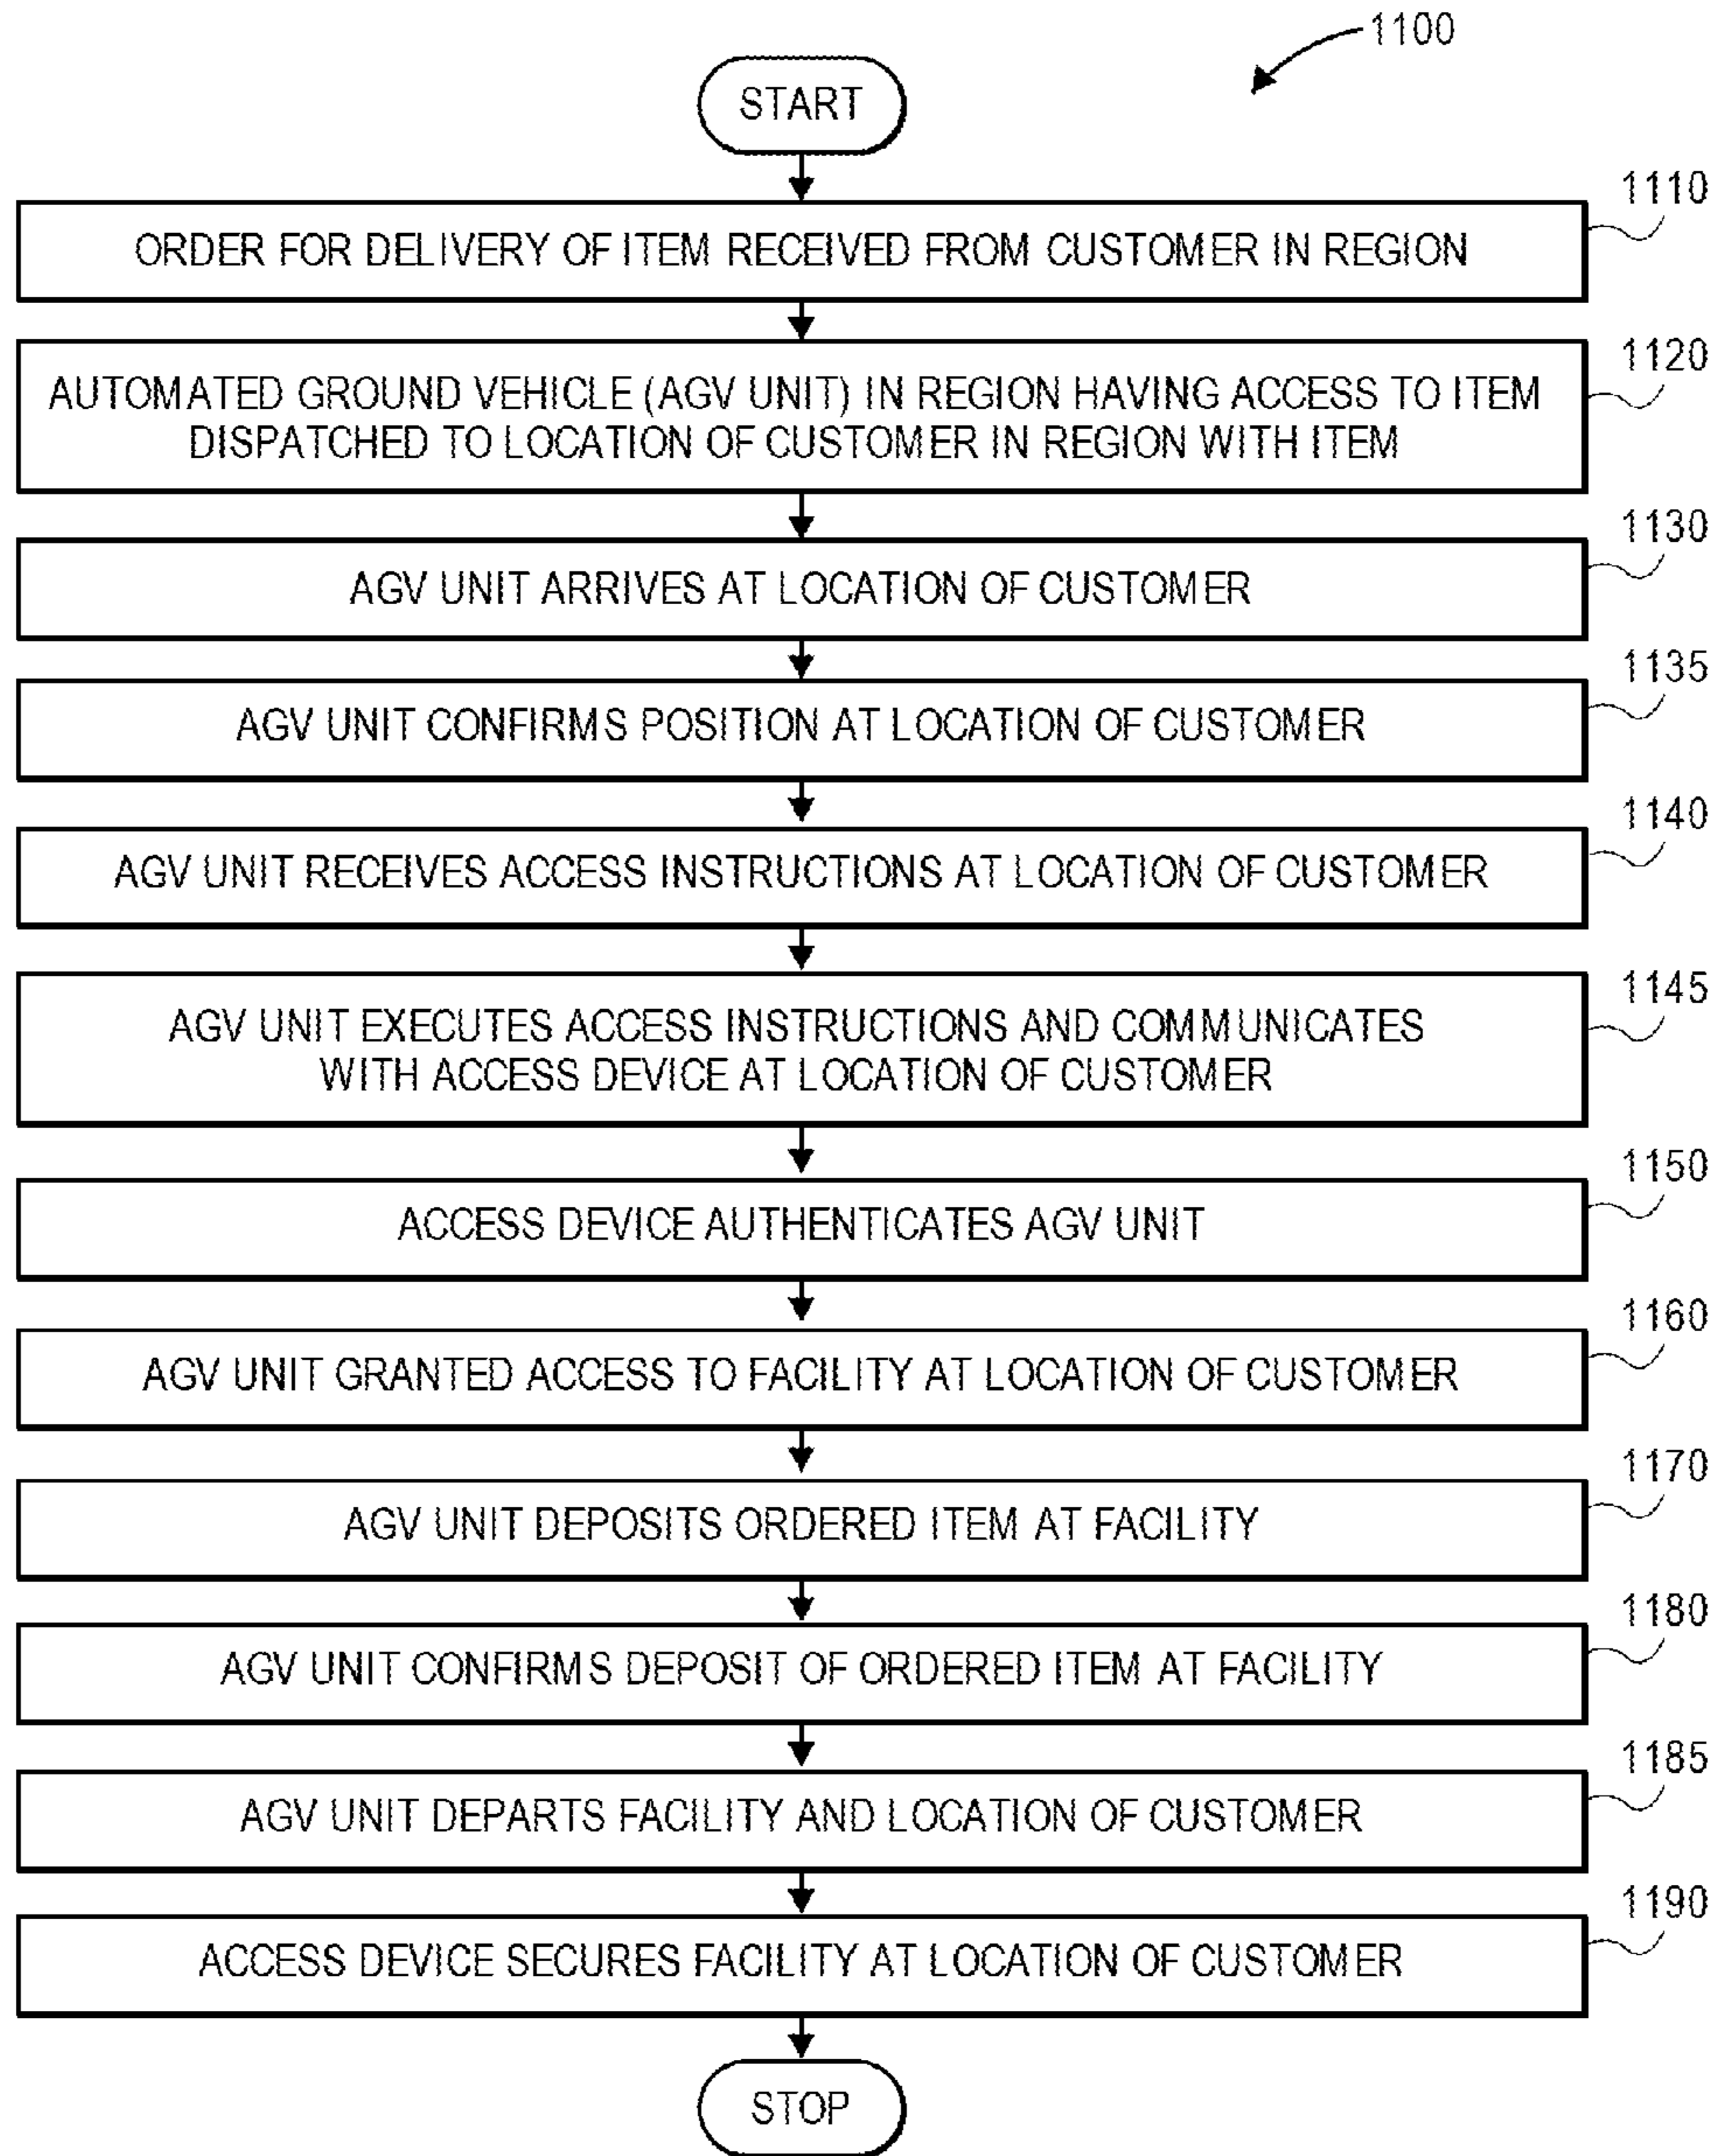 1100
START
1110
ORDER FOR DELIVERY OF ITEM RECEIVED FROM CUSTOMER IN REGION
1120
AUTOMATED GROUND VEHICLE (AGV UNIT) IN REGION HAVING ACCESS TO ITEM
DISPATCHED TO LOCATION OF CUSTOMER IN REGION WITH ITEM
1130
AGV UNIT ARRIVES AT LOCATION OF CUSTOMER
1135
AGV UNIT CONFIRMS POSITION AT LOCATION OF CUSTOMER
1140
AGV UNIT RECEIVES ACCESS INSTRUCTIONS AT LOCATION OF CUSTOMER
1145
AGV UNIT EXECUTES ACCESS INSTRUCTIONS AND COMMUNICATES
WITH ACCESS DEVICE AT LOCATION OF CUSTOMER
1150
ACCESS DEVICE AUTHENTICATES AGV UNIT
1160
AGV UNIT GRANTED ACCESS TO FACILITY AT LOCATION OF CUSTOMER
1170
AGV UNIT DEPOSITS ORDERED ITEM AT FACILITY
1180
AGV UNIT CONFIRMS DEPOSIT OF ORDERED ITEM AT FACILITY
1185
AGV UNIT DEPARTS FACILITY AND LOCATION OF CUSTOMER
1190
ACCESS DEVICE SECURES FACILITY AT LOCATION OF CUSTOMER
STOP